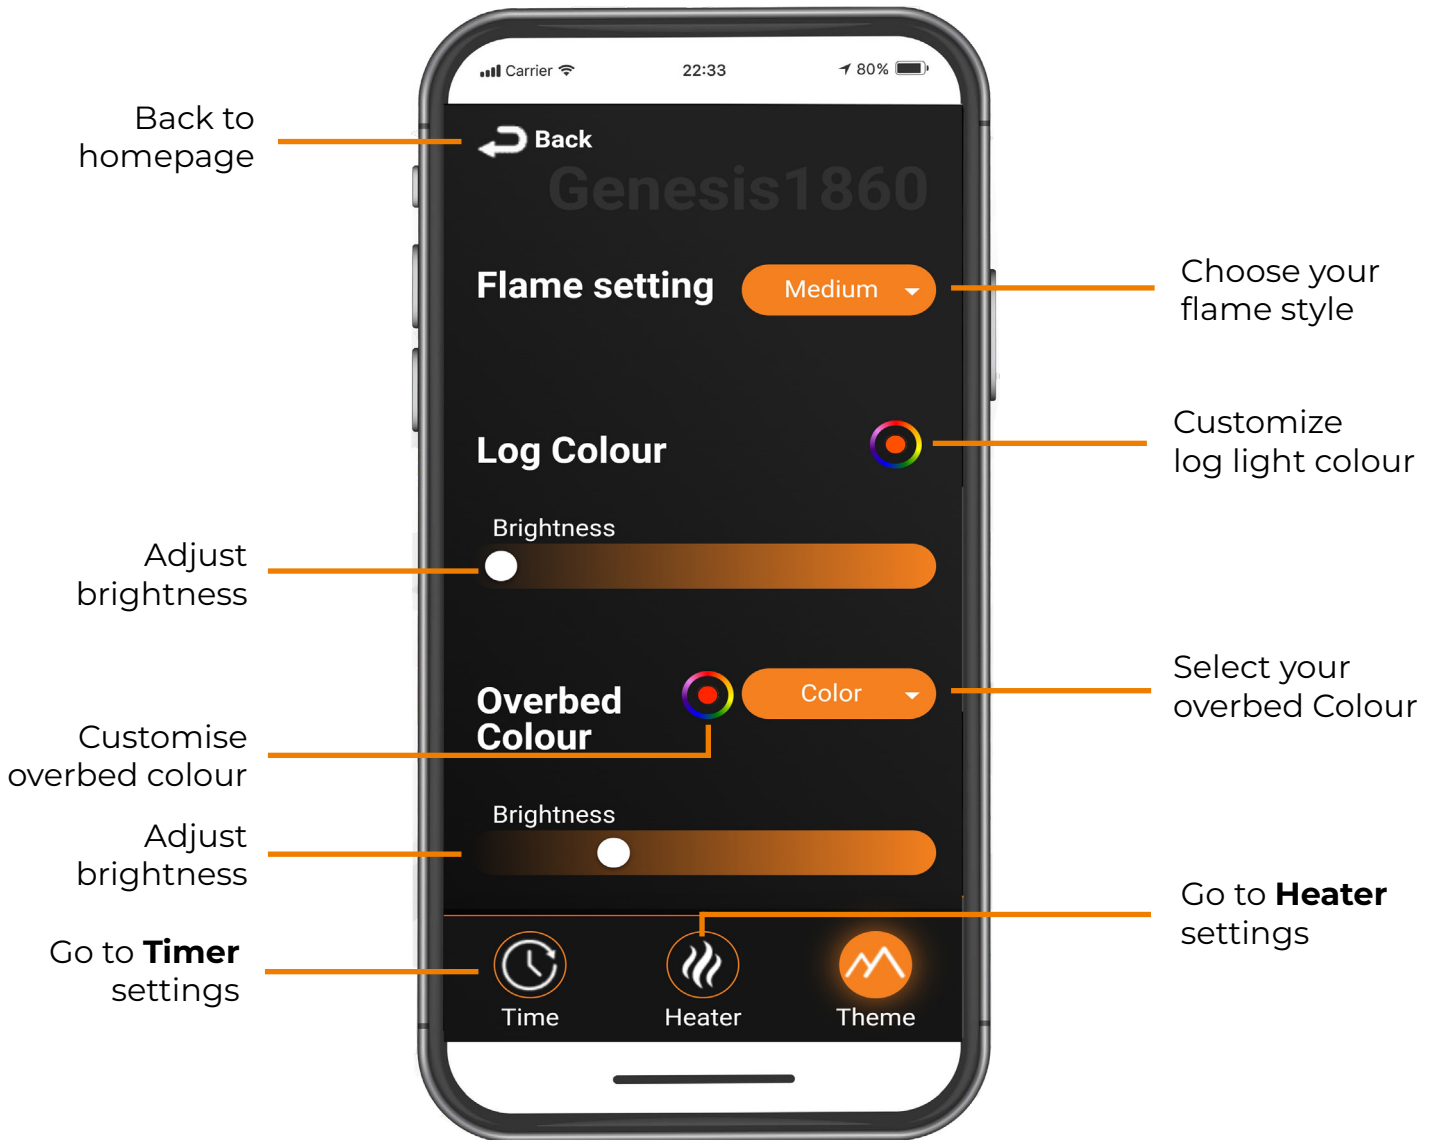 Carrier
22:33
80%
Back to
homepage
Back
Genesis1860
Flame setting
Medium
Choose your
flame style
Log Colour
Customize
log light colour
Brightness
Adjust
brightness
Overbed
Colour
Color
Select your
overbed Colour
Customise
overbed colour
Brightness
Adjust
brightness
Go to Heater
settings
Go to Timer
settings
Time
Heater
Theme